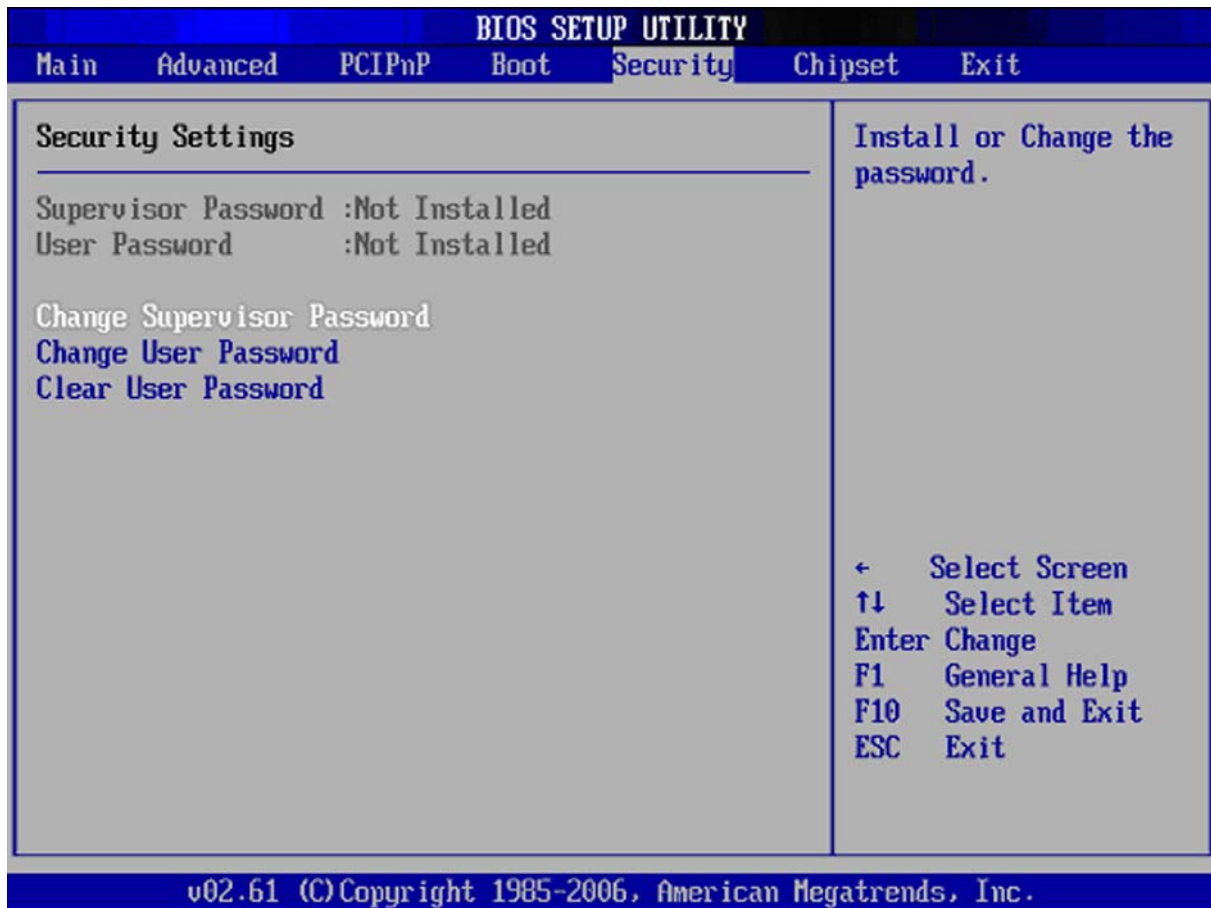 BIOS SETUP UTILITY
Main Advanced PCIPnP Boot Security Chipset Exit
Security Settings
Supervisor Password :Not Installed
User Password :Not Installed
Change Supervisor Password
Change User Password
Clear User Password
Install or Change the
password.
← Select Screen
↑↓ Select Item
Enter Change
F1 General Help
F10 Save and Exit
ESC Exit
v02.61 (C)Copyright 1985-2006, American Megatrends, Inc.